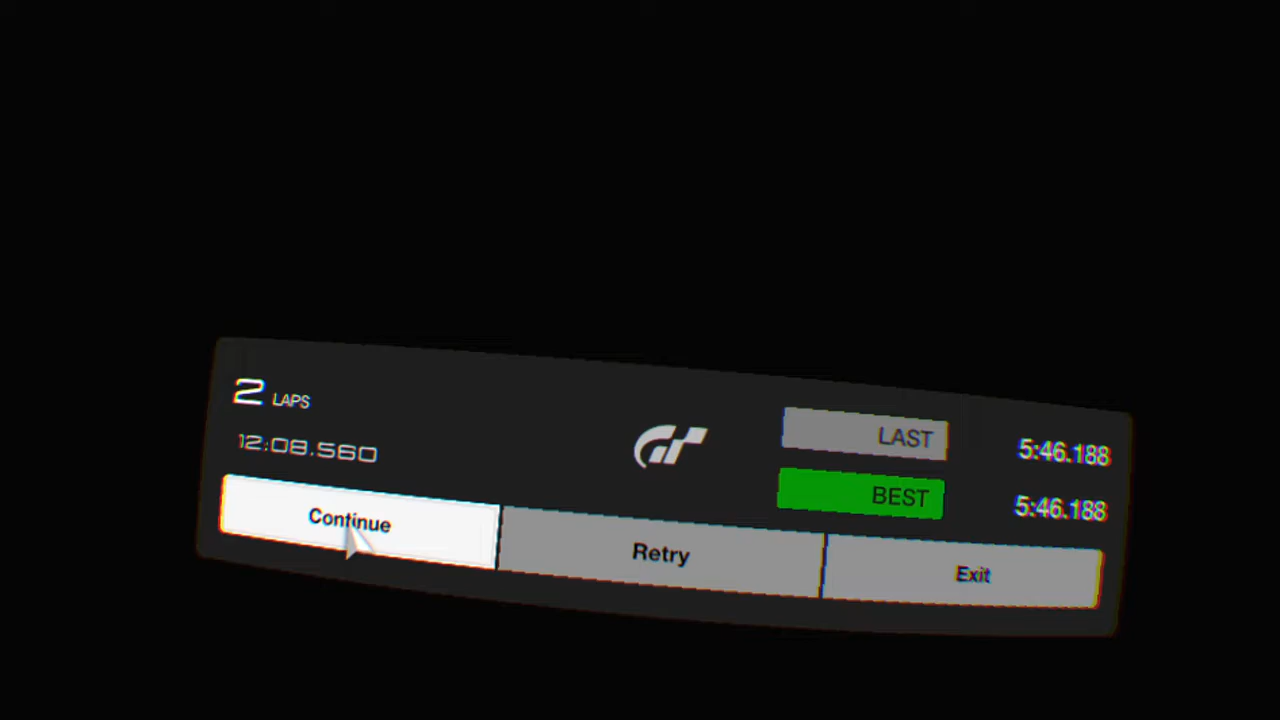 2 LAPS
12:08.560
LAST 5:46.188
BEST 5:46.188
Continue Retry Exit